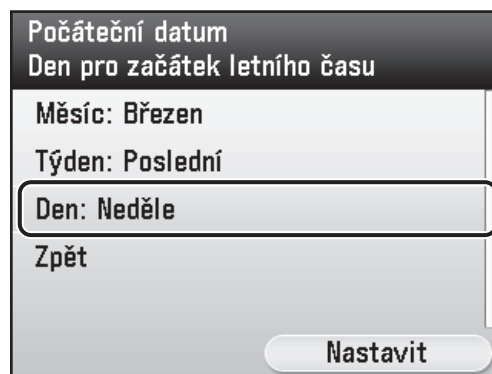 Počáteční datum
Den pro začátek letního času
Měsíc: Březen
Týden: Poslední
Den: Neděle
Zpět
Nastavit